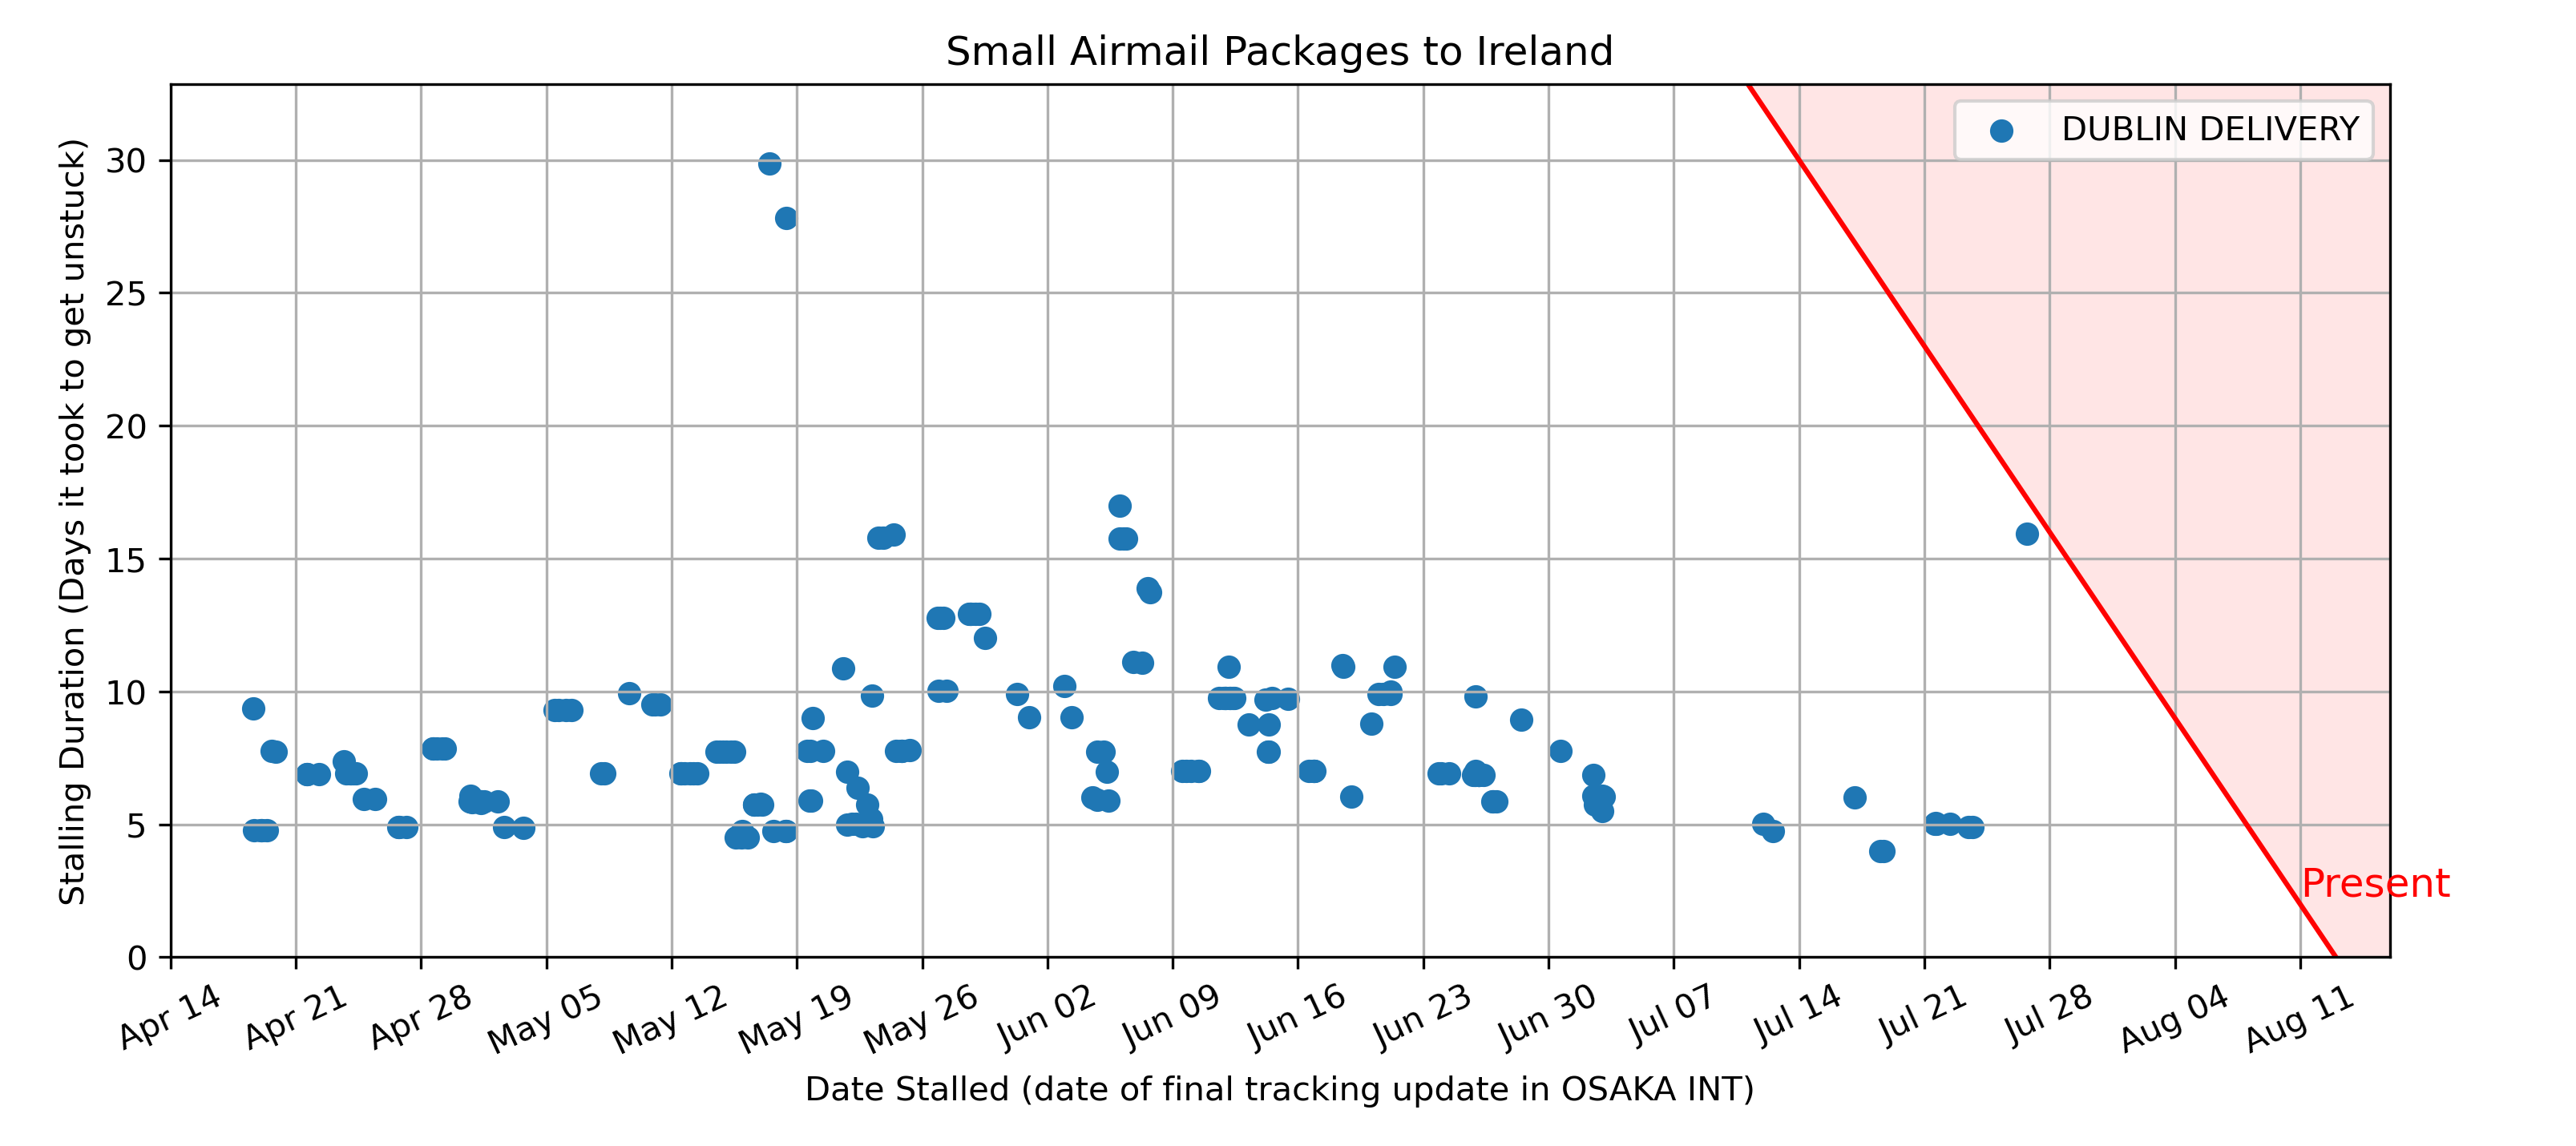 Small Airmail Packages to Ireland
DUBLIN DELIVERY
Stalling Duration (Days it took to get unstuck)
30
25
20
15
10
5
0
Present
Apr 14
Apr 21
Apr 28
May 05
May 12
May 19
May 26
Jun 02
Jun 09
Jun 16
Jun 23
Jun 30
Jul 07
Jul 14
Jul 21
Jul 28
Aug 04
Aug 11
Date Stalled (date of final tracking update in OSAKA INT)